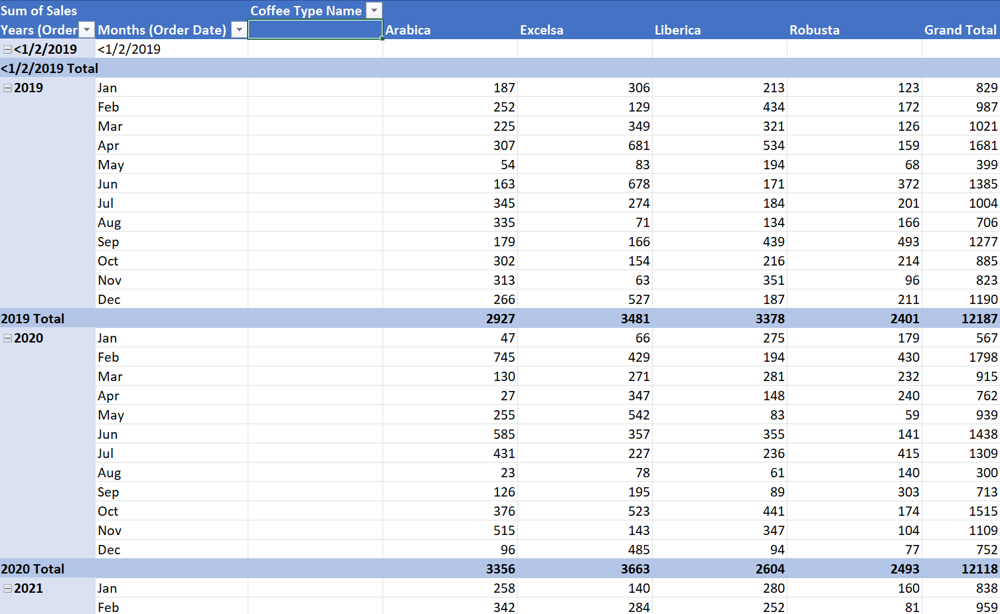 Sum of Sales Coffee Type Name
Years (Order Months (Order Date) Arabica Excelsa Liberica Robusta Grand Total
<1/2/2019 <1/2/2019
<1/2/2019 Total
2019 Jan 187 306 213 123 829
Feb 252 129 434 172 987
Mar 225 349 321 126 1021
Apr 307 681 534 159 1681
May 54 83 194 68 399
Jun 163 678 171 372 1385
Jul 345 274 184 201 1004
Aug 335 71 134 166 706
Sep 179 166 439 493 1277
Oct 302 154 216 214 885
Nov 313 63 351 96 823
Dec 266 527 187 211 1190
2019 Total 2927 3481 3378 2401 12187
2020 Jan 47 66 275 179 567
Feb 745 429 194 430 1798
Mar 130 271 281 232 915
Apr 27 347 148 240 762
May 255 542 83 59 939
Jun 585 357 355 141 1438
Jul 431 227 236 415 1309
Aug 23 78 61 140 300
Sep 126 195 89 303 713
Oct 376 523 441 174 1515
Nov 515 143 347 104 1109
Dec 96 485 94 77 752
2020 Total 3356 3663 2604 2493 12118
2021 Jan 258 140 280 160 838
Feb 342 284 252 81 959